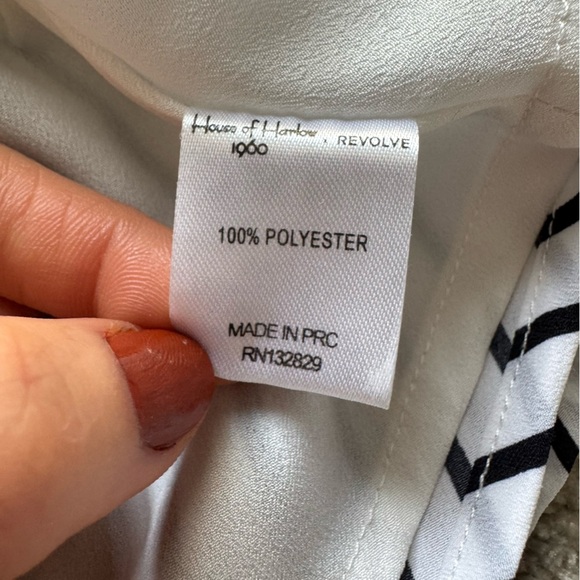 House of Harlow
1960 . REVOLVE
100% POLYESTER
MADE IN PRC
RN132829